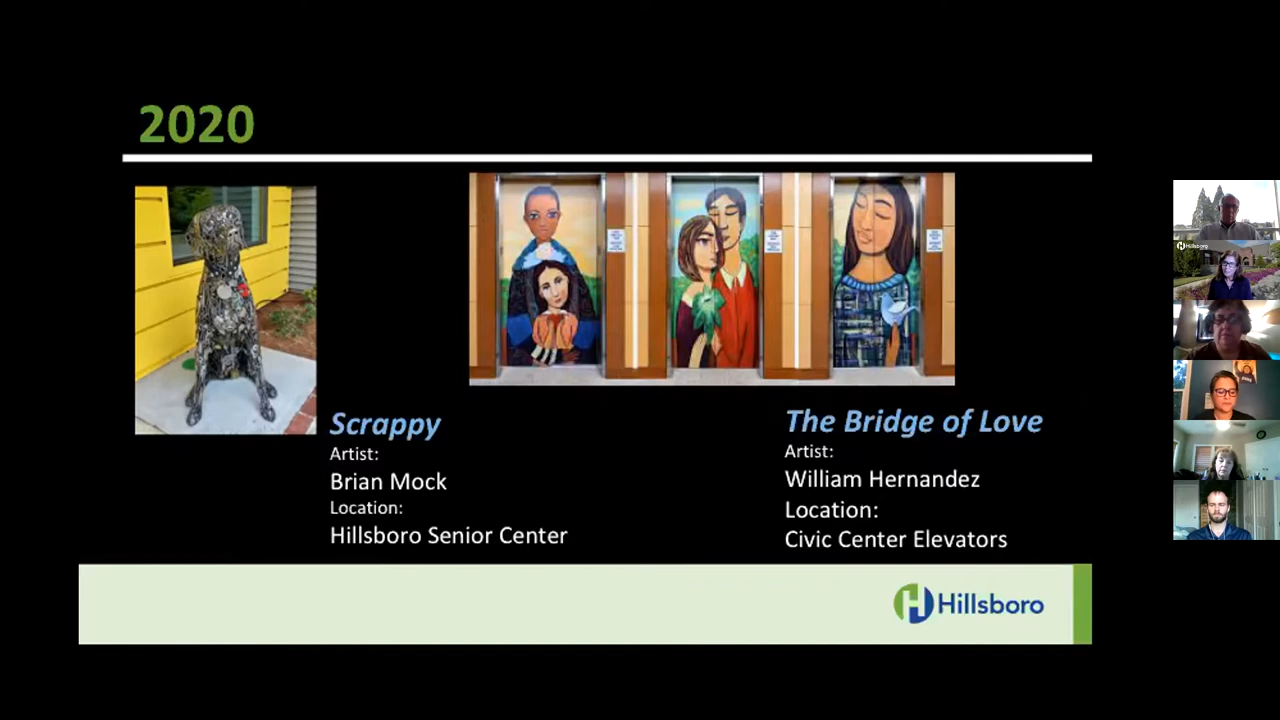 2020
Scrappy
Artist:
Brian Mock
Location:
Hillsboro Senior Center
The Bridge of Love
Artist:
William Hernandez
Location:
Civic Center Elevators
Hillsboro
Hillsboro